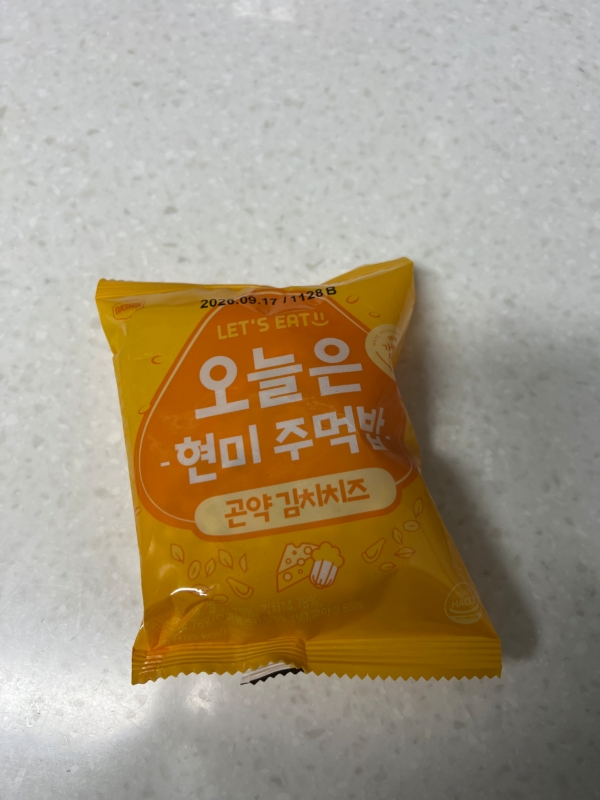 2026.09.17 / 1128 B
LET'S EAT
오늘은
-현미 주먹밥-
곤약 김치치즈